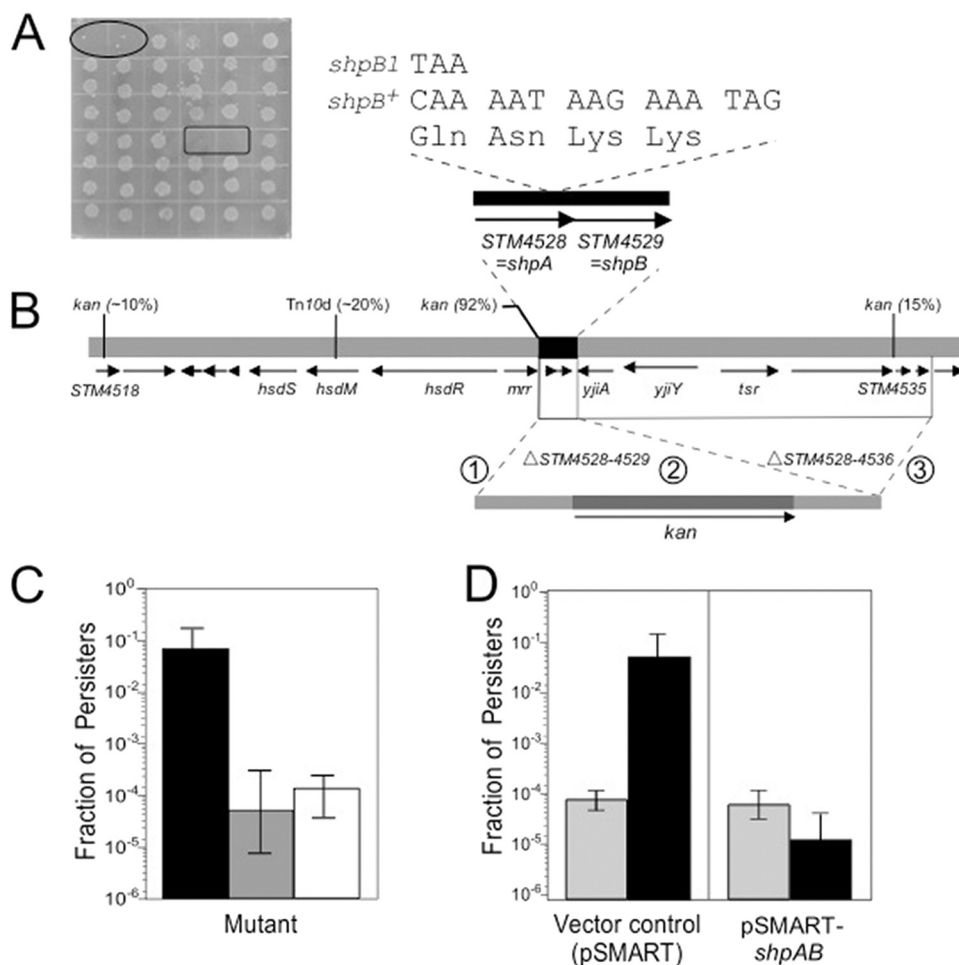 A
shpB1 TAA
shpB+ CAA AAT AAG AAA TAG
Gln Asn Lys Lys
STM4528 =shpA
STM4529 =shpB
B
kan (~10%)
Tn10d (~20%)
kan (92%)
kan (15%)
STM4518
hsdS
hsdM
hsdR
mrr
yjiA
yjiY
tsr
STM4535
① △STM4528-4529 ② △STM4528-4536 ③
kan
C
Fraction of Persisters
10⁰
10⁻¹
10⁻²
10⁻³
10⁻⁴
10⁻⁵
10⁻⁶
Mutant
D
Fraction of Persisters
10⁰
10⁻¹
10⁻²
10⁻³
10⁻⁴
10⁻⁵
10⁻⁶
Vector control
(pSMART)
pSMART-
shpAB